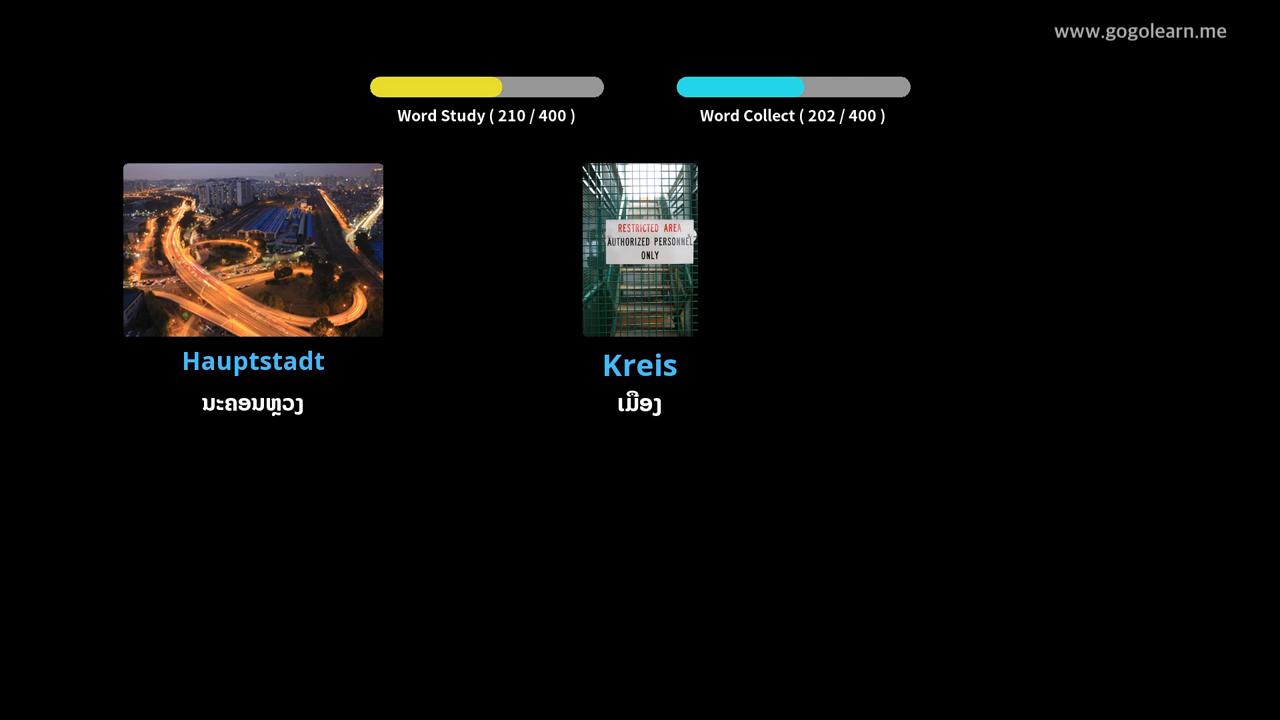 www.gogolearn.me
Word Study ( 210 / 400 )
Word Collect ( 202 / 400 )
RESTRICTED AREA
AUTHORIZED PERSONNEL
ONLY
Hauptstadt
Kreis
ນະຄອນຫຼວງ
ເມືອງ